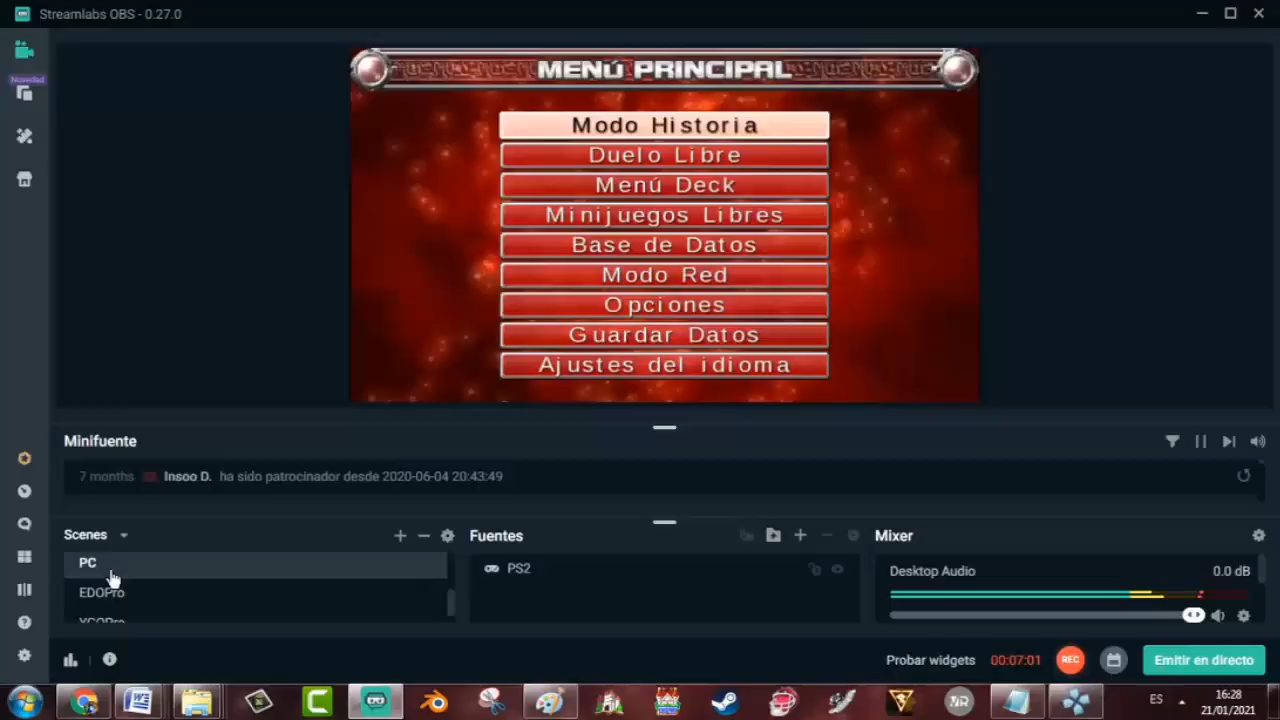 Streamlabs OBS - 0.27.0
Novedad
MENÚ PRINCIPAL
Modo Historia
Duelo Libre
Menú Deck
Minijuegos Libres
Base de Datos
Modo Red
Opciones
Guardar Datos
Ajustes del idioma
Minifuente
7 months Insoo D. ha sido patrocinador desde 2020-06-04 20:43:49
Scenes
PC
EDOPro
YGOPro
Fuentes
PS2
Mixer
Desktop Audio 0.0 dB
Probar widgets 00:07:01 REC Emitir en directo
ES 16:28
21/01/2021